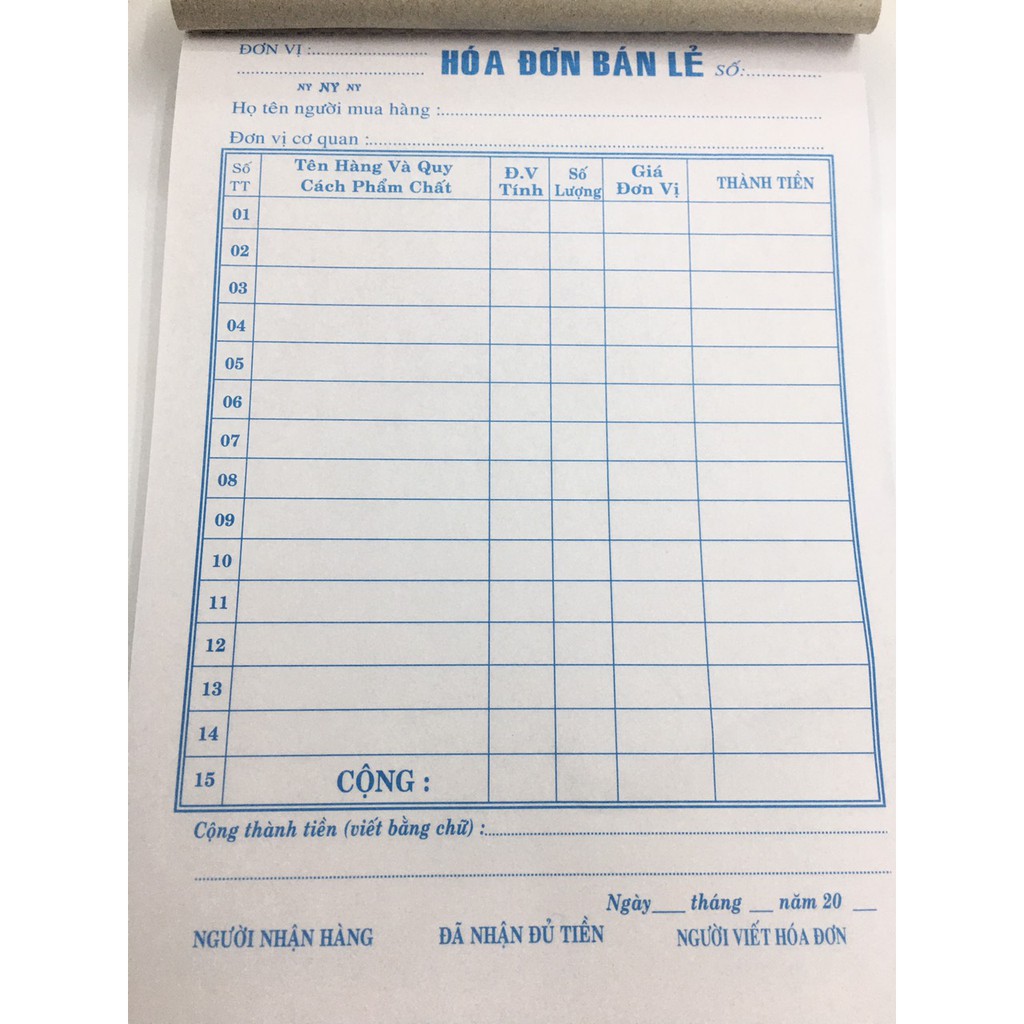 ĐƠN VỊ :............................
............................................ HÓA ĐƠN BÁN LẺ SỐ:..................
NY NY NY
Họ tên người mua hàng :..........................................................................
Đơn vị cơ quan :.....................................................................................
Số TT Tên Hàng Và Quy Cách Phẩm Chất Đ.V Tính Số Lượng Giá Đơn Vị THÀNH TIỀN
01
02
03
04
05
06
07
08
09
10
11
12
13
14
15 CỘNG :
Cộng thành tiền (viết bằng chữ) :..................................................................
..................................................................................................................
Ngày___ tháng __ năm 20 __
NGƯỜI NHẬN HÀNG ĐÃ NHẬN ĐỦ TIỀN NGƯỜI VIẾT HÓA ĐƠN